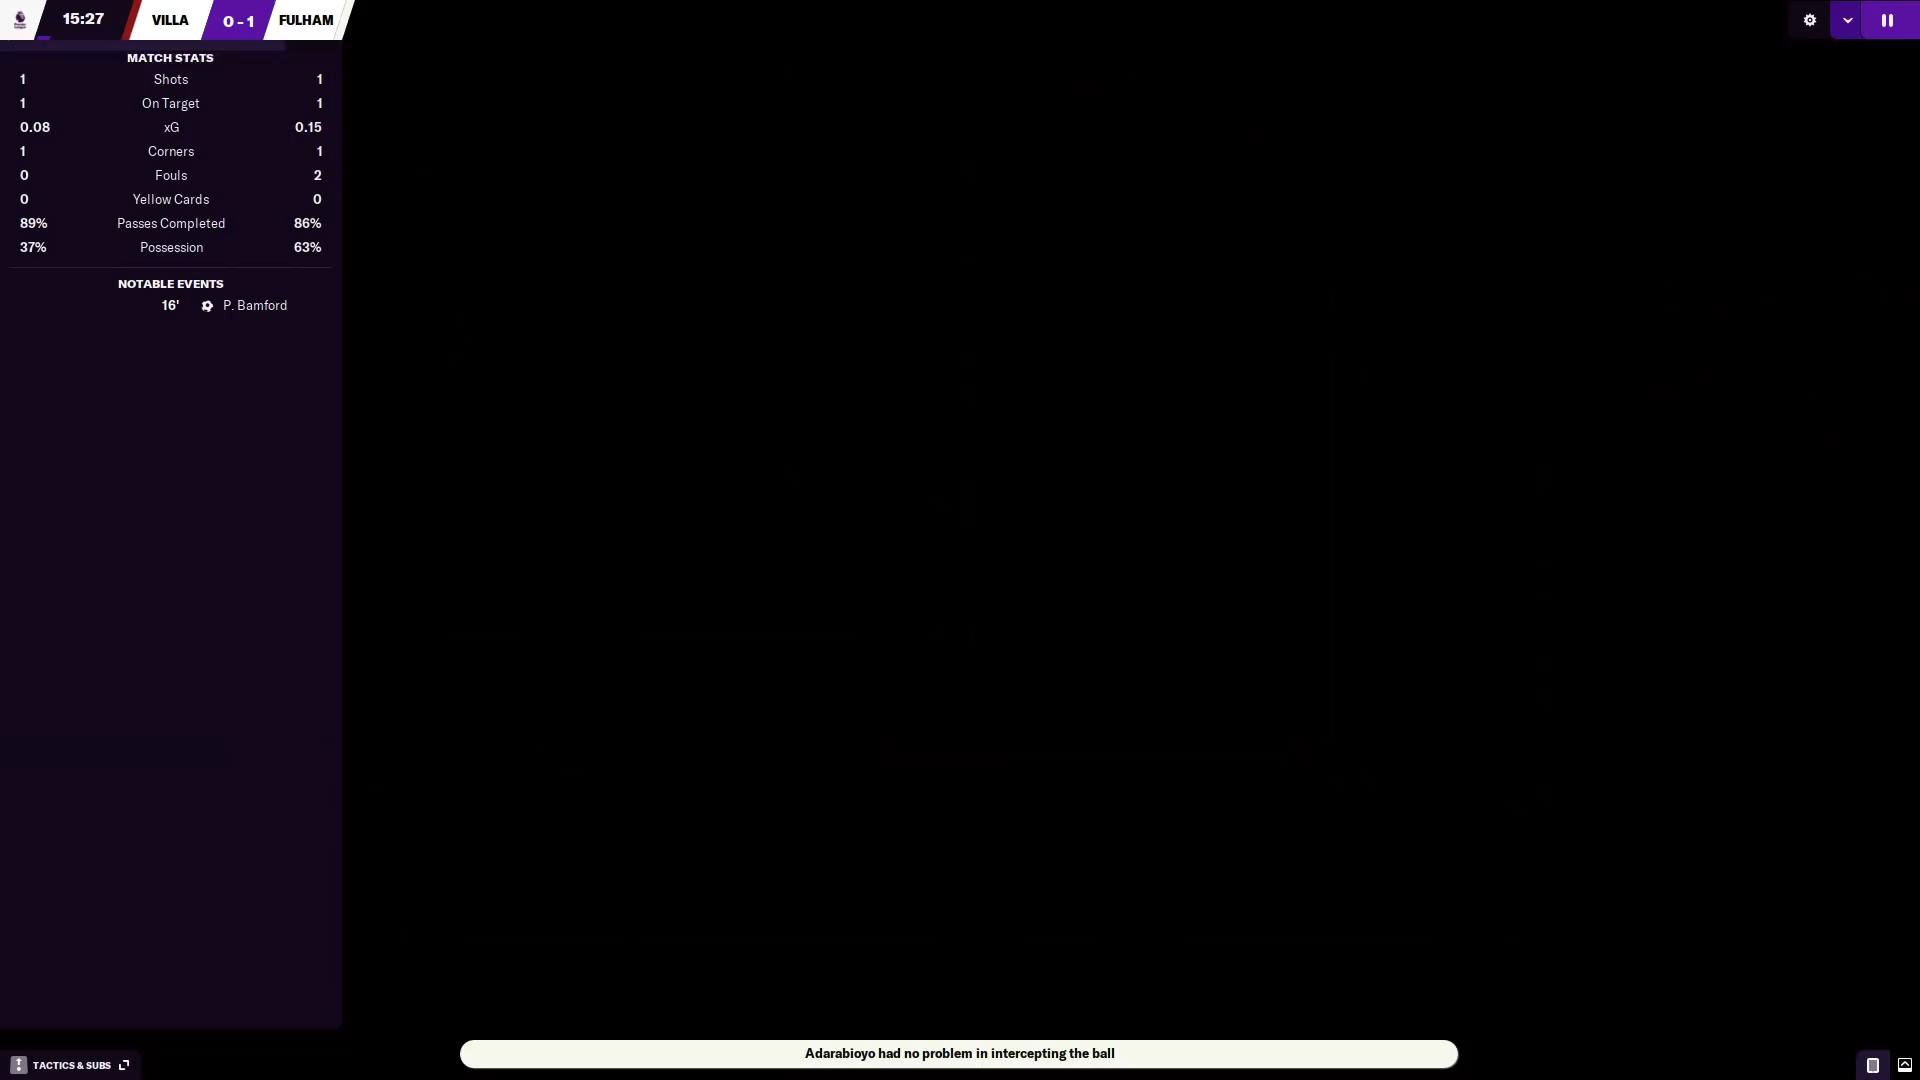 15:27 VILLA 0 - 1 FULHAM
MATCH STATS
1 Shots 1
1 On Target 1
0.08 xG 0.15
1 Corners 1
0 Fouls 2
0 Yellow Cards 0
89% Passes Completed 86%
37% Possession 63%
NOTABLE EVENTS
16' P. Bamford
Adarabioyo had no problem in intercepting the ball
TACTICS & SUBS